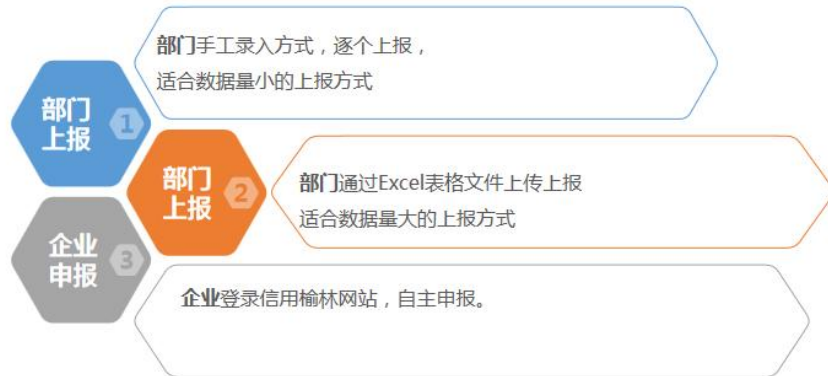 部门手工录入方式，逐个上报，
适合数据量小的上报方式
部门
上报
1
部门
上报
2
部门通过Excel表格文件上传上报
适合数据量大的上报方式
企业
申报
3
企业登录信用榆林网站，自主申报。